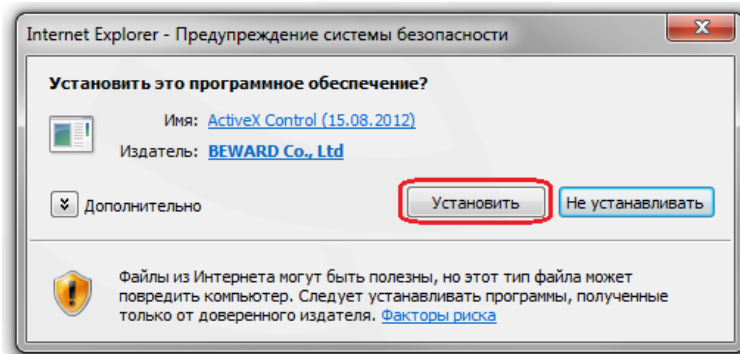 Internet Explorer - Предупреждение системы безопасности
Установить это программное обеспечение?
Имя: ActiveX Control (15.08.2012)
Издатель: BEWARD Co., Ltd
Дополнительно
Установить
Не устанавливать
Файлы из Интернета могут быть полезны, но этот тип файла может
повредить компьютер. Следует устанавливать программы, полученные
только от доверенного издателя. Факторы риска